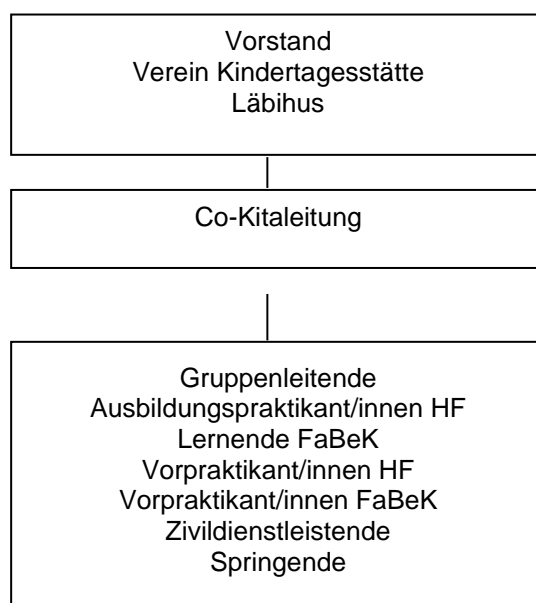 Vorstand
Verein Kindertagesstätte
Läbihus
Co-Kitaleitung
Gruppenleitende
Ausbildungspraktikant/innen HF
Lernende FaBeK
Vorpraktikant/innen HF
Vorpraktikant/innen FaBeK
Zivildienstleistende
Springende